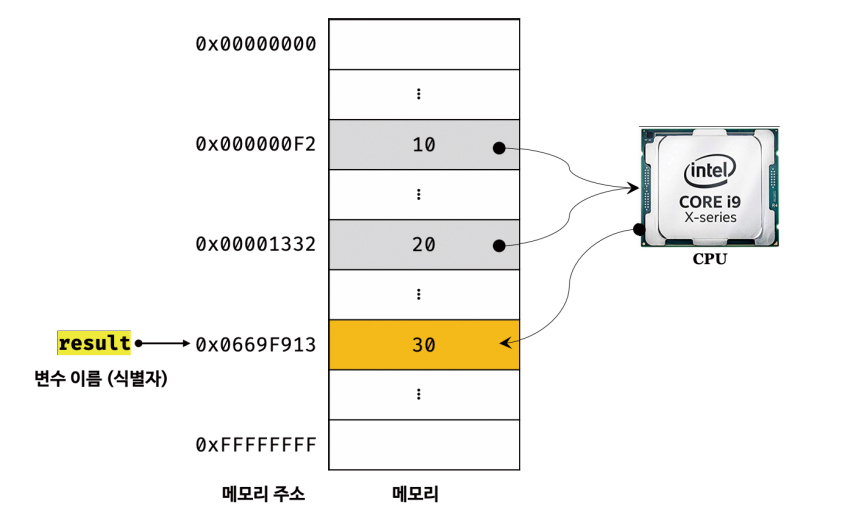 0x00000000
0x000000F2
10
intel
CORE i9
X-series
0x00001332
20
CPU
result
0x0669F913
30
변수 이름 (식별자)
0xFFFFFFFF
메모리 주소
메모리